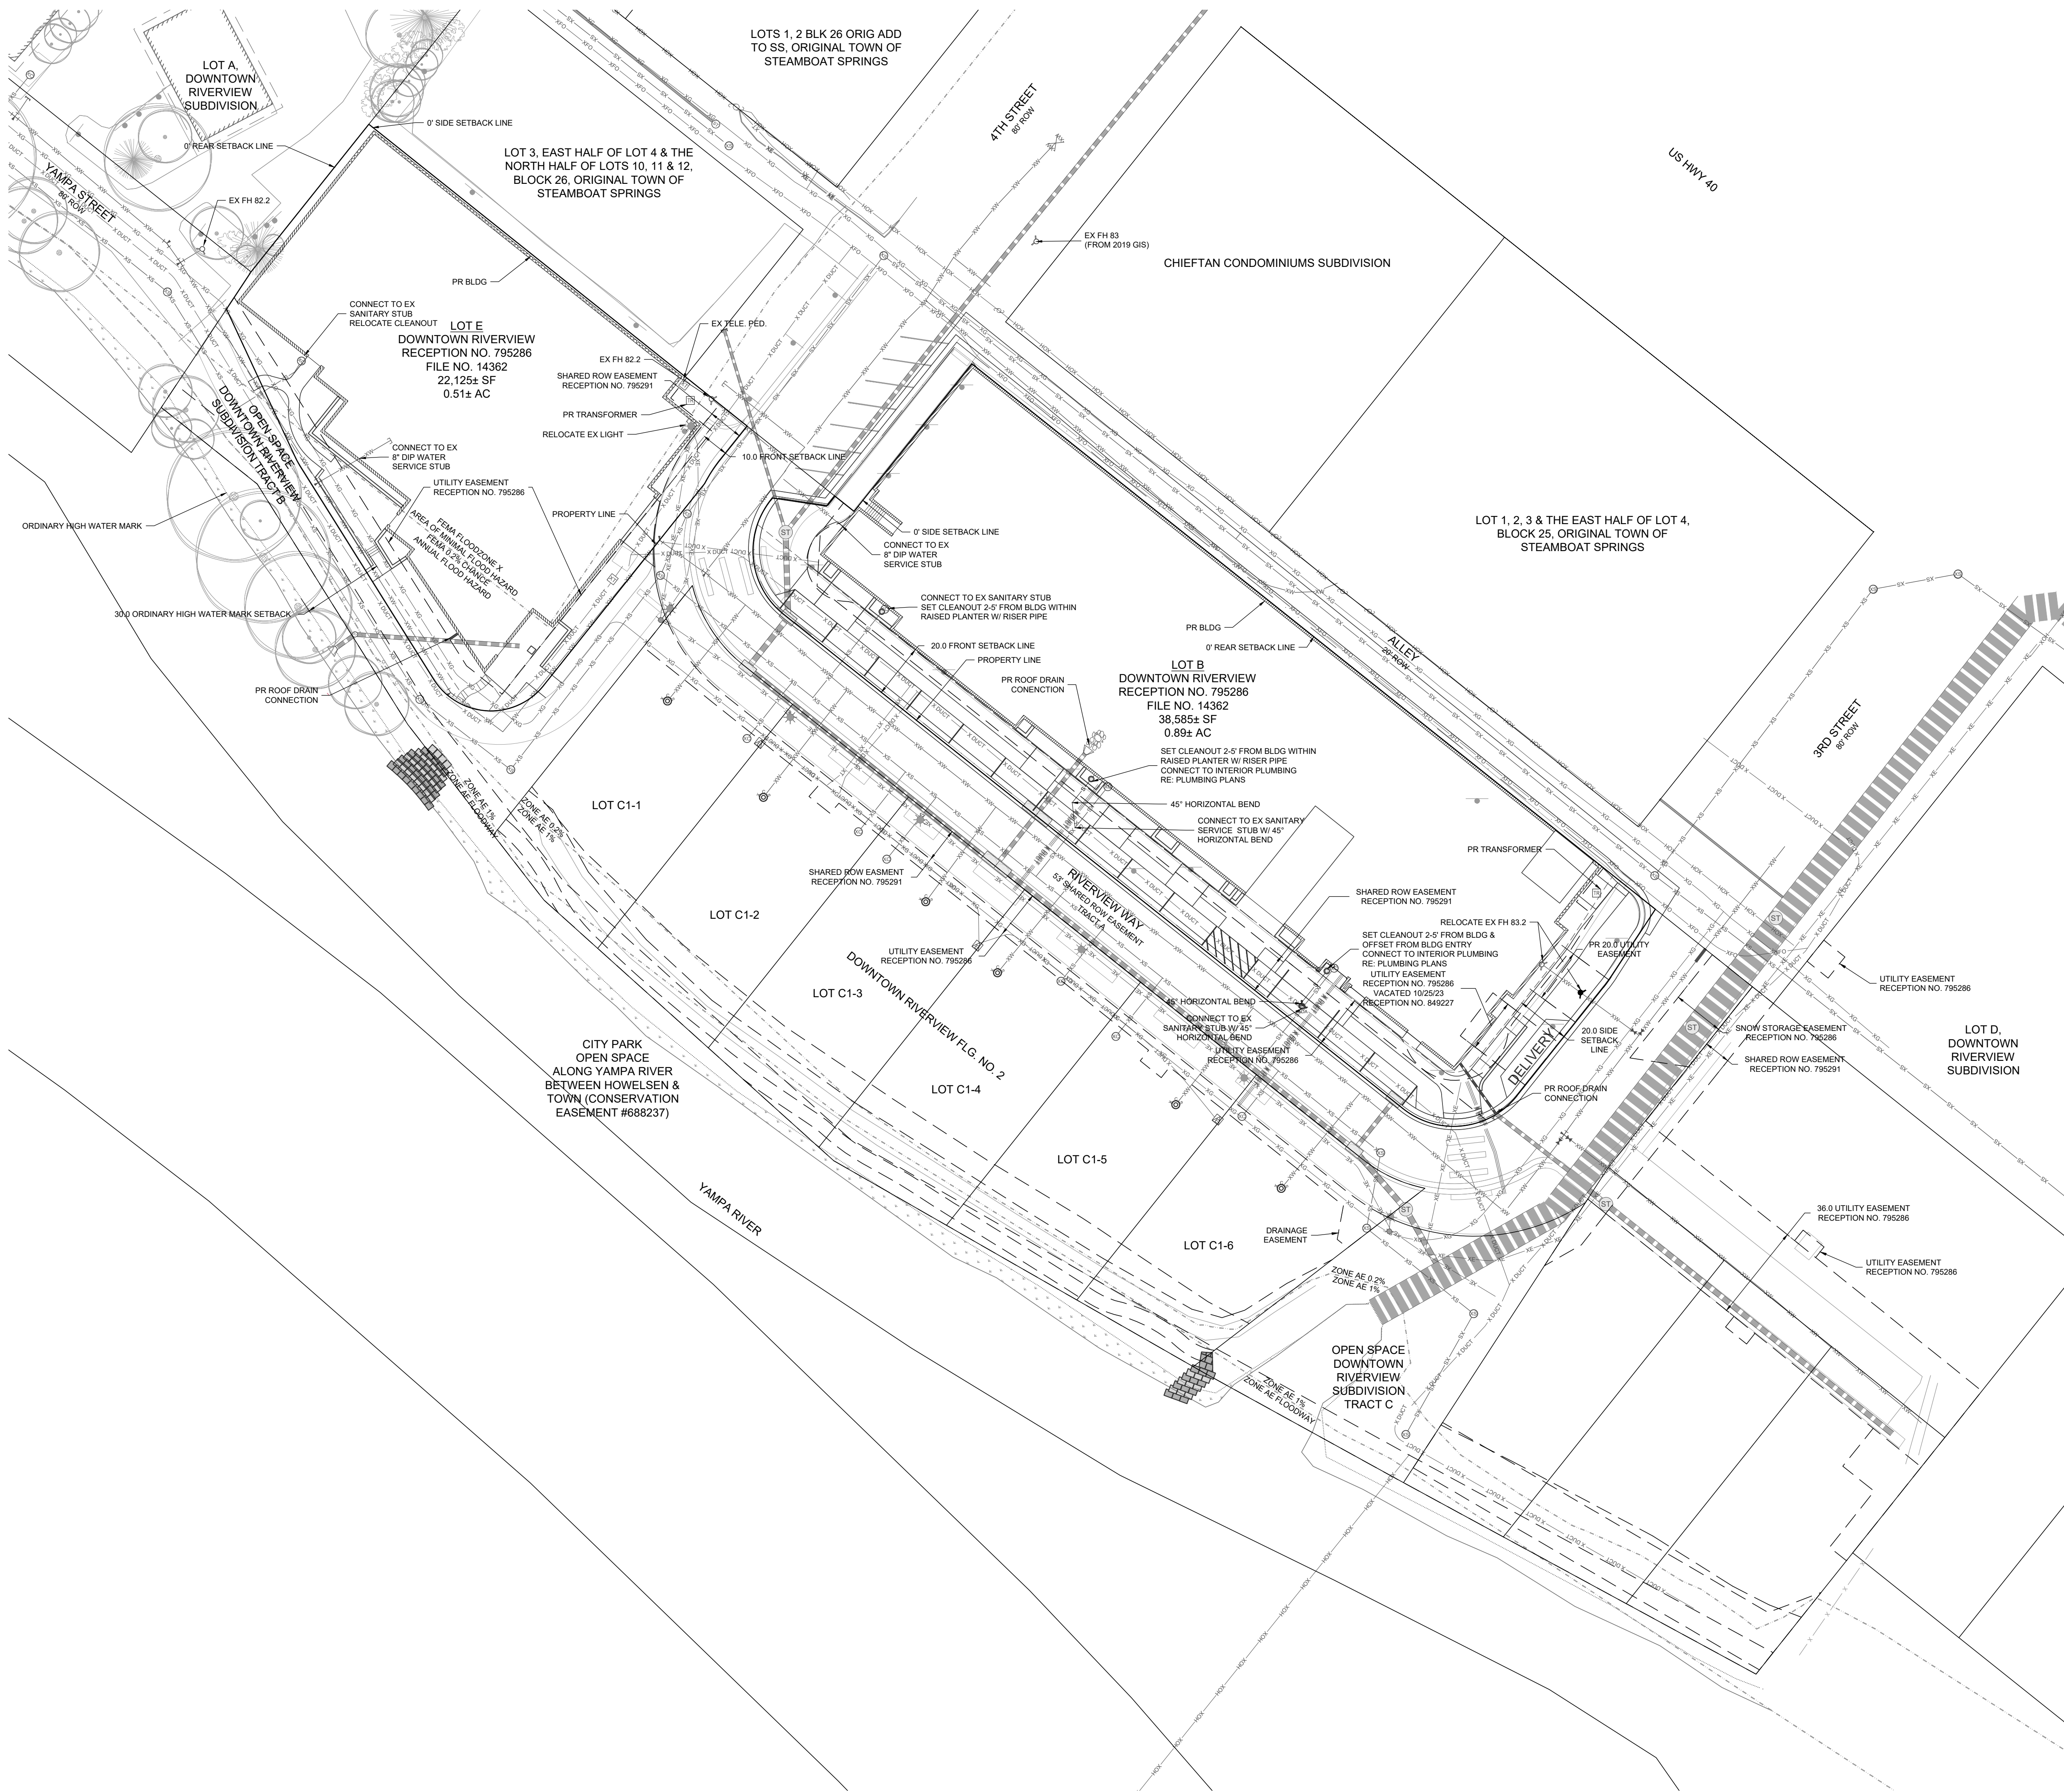 LOTS 1, 2 BLK 26 ORIG ADD
TO SS, ORIGINAL TOWN OF
STEAMBOAT SPRINGS
LOT A,
DOWNTOWN
RIVERVIEW
SUBDIVISION
0' SIDE SETBACK LINE
0' REAR SETBACK LINE
4TH STREET
80' ROW
US HWY 40
LOT 3, EAST HALF OF LOT 4 & THE
NORTH HALF OF LOTS 10, 11 & 12,
BLOCK 26, ORIGINAL TOWN OF
STEAMBOAT SPRINGS
YAMPA STREET
80' ROW
EX FH 82.2
EX FH 83
(FROM 2019 GIS)
CHIEFTAN CONDOMINIUMS SUBDIVISION
PR BLDG
CONNECT TO EX
SANITARY STUB
RELOCATE CLEANOUT
LOT E
DOWNTOWN RIVERVIEW
RECEPTION NO. 795286
FILE NO. 14362
22,125± SF
0.51± AC
EX TELE. PED.
EX FH 82.2
SHARED ROW EASEMENT
RECEPTION NO. 795291
PR TRANSFORMER
RELOCATE EX LIGHT
10.0 FRONT SETBACK LINE
OPEN SPACE
DOWNTOWN RIVERVIEW
SUBDIVISION TRACT B
CONNECT TO EX
8" DIP WATER
SERVICE STUB
UTILITY EASEMENT
RECEPTION NO. 795286
PROPERTY LINE
ORDINARY HIGH WATER MARK
FEMA FLOODZONE X
AREA OF MINIMAL FLOOD HAZARD
FEMA 0.2% CHANCE
ANNUAL FLOOD HAZARD
0' SIDE SETBACK LINE
CONNECT TO EX
8" DIP WATER
SERVICE STUB
LOT 1, 2, 3 & THE EAST HALF OF LOT 4,
BLOCK 25, ORIGINAL TOWN OF
STEAMBOAT SPRINGS
30.0 ORDINARY HIGH WATER MARK SETBACK
CONNECT TO EX SANITARY STUB
SET CLEANOUT 2-5' FROM BLDG WITHIN
RAISED PLANTER W/ RISER PIPE
PR BLDG
0' REAR SETBACK LINE
ALLEY
20' ROW
20.0 FRONT SETBACK LINE
PROPERTY LINE
PR ROOF DRAIN
CONNECTION
PR ROOF DRAIN
CONENCTION
LOT B
DOWNTOWN RIVERVIEW
RECEPTION NO. 795286
FILE NO. 14362
38,585± SF
0.89± AC
3RD STREET
80' ROW
SET CLEANOUT 2-5' FROM BLDG WITHIN
RAISED PLANTER W/ RISER PIPE
CONNECT TO INTERIOR PLUMBING
RE: PLUMBING PLANS
45° HORIZONTAL BEND
CONNECT TO EX SANITARY
SERVICE STUB W/ 45°
HORIZONTAL BEND
ZONE AE 1%
ZONE AE FLOODWAY
ZONE AE 0.2%
ZONE AE 1%
LOT C1-1
PR TRANSFORMER
SHARED ROW EASMENT
RECEPTION NO. 795291
RIVERVIEW WAY
53' SHARED ROW EASEMENT
TRACT A
SHARED ROW EASEMENT
RECEPTION NO. 795291
LOT C1-2
RELOCATE EX FH 83.2
SET CLEANOUT 2-5' FROM BLDG &
OFFSET FROM BLDG ENTRY
CONNECT TO INTERIOR PLUMBING
RE: PLUMBING PLANS
UTILITY EASEMENT
RECEPTION NO. 795286
VACATED 10/25/23
RECEPTION NO. 849227
PR 20.0 UTILITY
EASEMENT
UTILITY EASEMENT
RECEPTION NO. 795286
UTILITY EASEMENT
RECEPTION NO. 795286
LOT C1-3
DOWNTOWN RIVERVIEW FLG. NO. 2
45° HORIZONTAL BEND
CONNECT TO EX
SANITARY STUB W/ 45°
HORIZONTAL BEND
UTILITY EASEMENT
RECEPTION NO. 795286
DELIVERY
20.0 SIDE
SETBACK
LINE
SNOW STORAGE EASEMENT
RECEPTION NO. 795286
SHARED ROW EASEMENT
RECEPTION NO. 795291
LOT D,
DOWNTOWN
RIVERVIEW
SUBDIVISION
CITY PARK
OPEN SPACE
ALONG YAMPA RIVER
BETWEEN HOWELSEN &
TOWN (CONSERVATION
EASEMENT #688237)
LOT C1-4
PR ROOF DRAIN
CONNECTION
LOT C1-5
YAMPA RIVER
36.0 UTILITY EASEMENT
RECEPTION NO. 795286
DRAINAGE
EASEMENT
LOT C1-6
UTILITY EASEMENT
RECEPTION NO. 795286
ZONE AE 0.2%
ZONE AE 1%
OPEN SPACE
DOWNTOWN
RIVERVIEW
SUBDIVISION
TRACT C
ZONE AE 1%
ZONE AE FLOODWAY